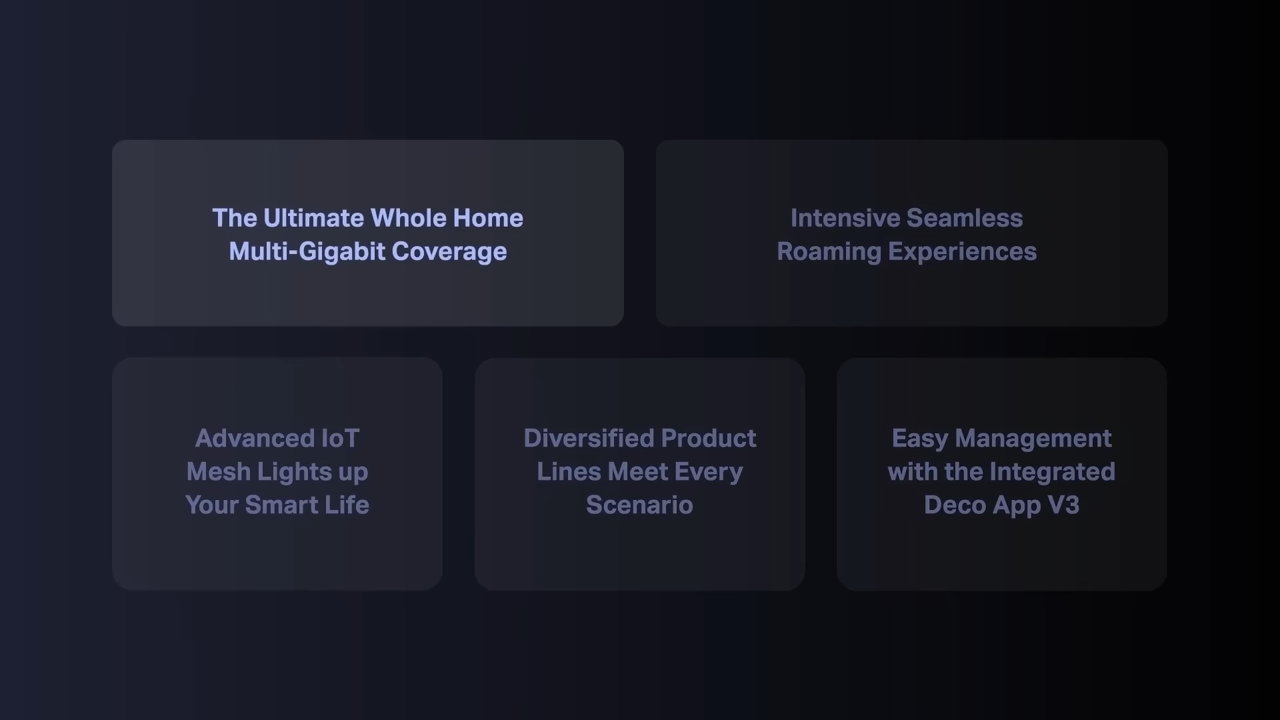 The Ultimate Whole Home
Multi-Gigabit Coverage
Intensive Seamless
Roaming Experiences
Advanced IoT
Mesh Lights up
Your Smart Life
Diversified Product
Lines Meet Every
Scenario
Easy Management
with the Integrated
Deco App V3